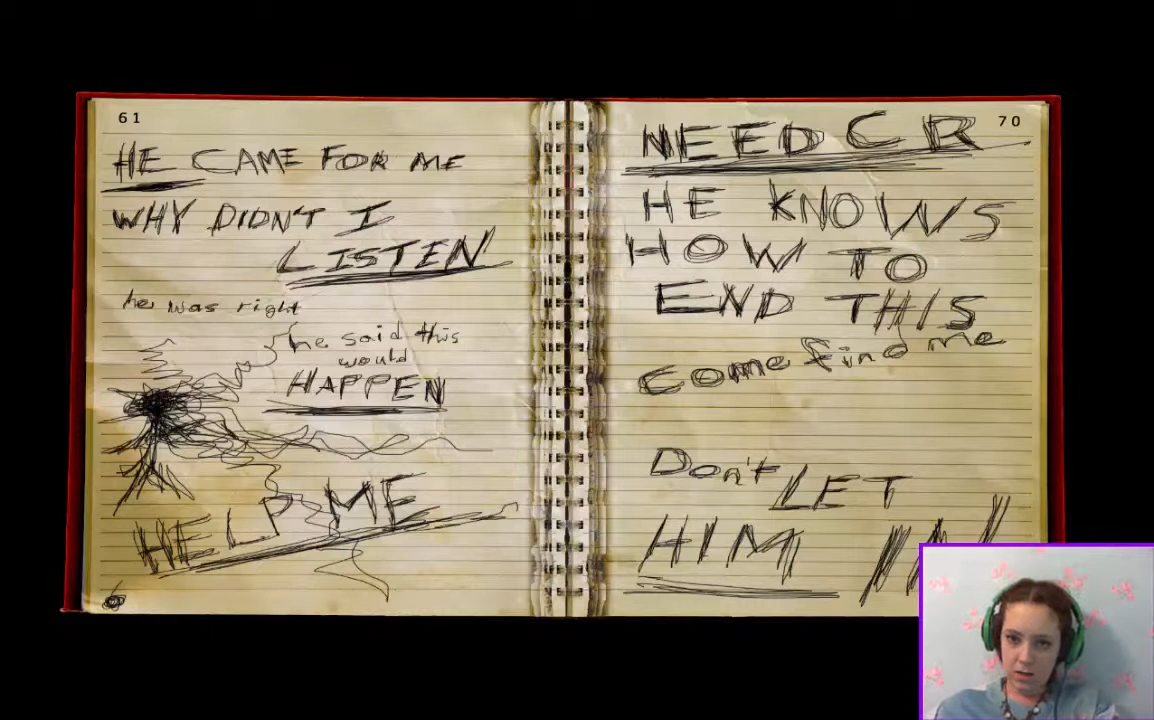 61
HE CAME FOR ME
WHY DIDN'T I
LISTEN
he was right
he said this
would
HAPPEN
HELP ME
70
NEED CR
HE KNOWS
HOW TO
END THIS
come find me
Don't LET
HIM IN